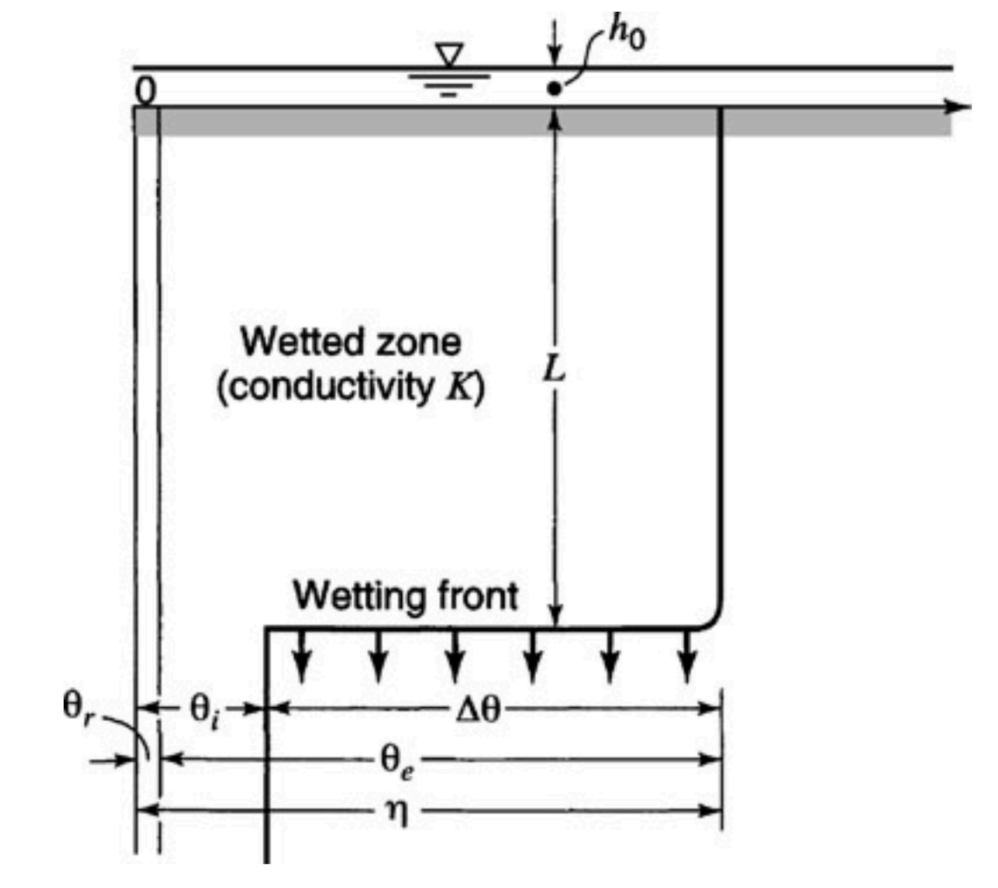 h₀
0
Wetted zone
(conductivity K)
L
Wetting front
θᵣ
θᵢ
Δθ
θₑ
η